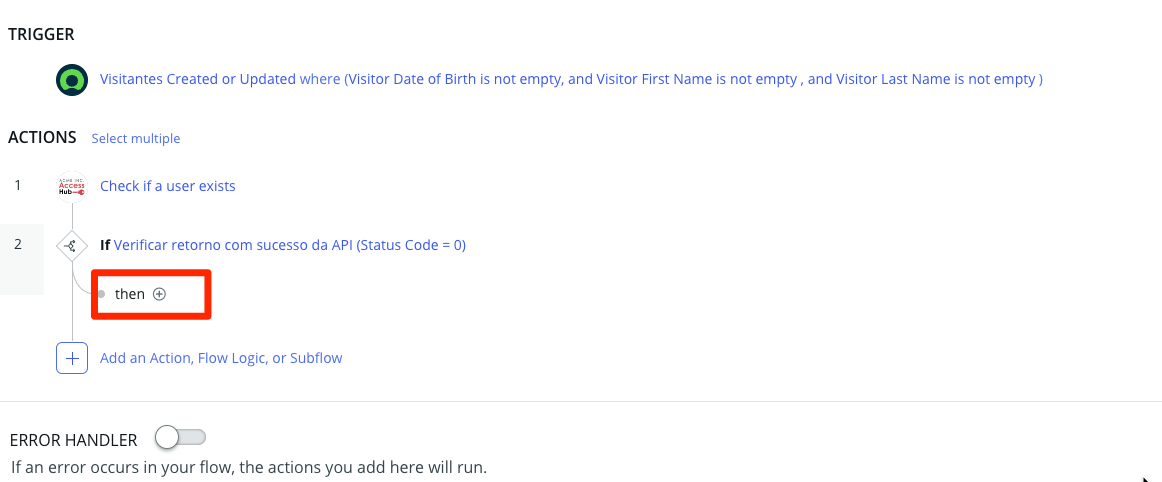 TRIGGER
Visitantes Created or Updated where (Visitor Date of Birth is not empty, and Visitor First Name is not empty , and Visitor Last Name is not empty )
ACTIONS Select multiple
1 ACME INC. Access Hub Check if a user exists
2 If Verificar retorno com sucesso da API (Status Code = 0)
then
Add an Action, Flow Logic, or Subflow
ERROR HANDLER
If an error occurs in your flow, the actions you add here will run.